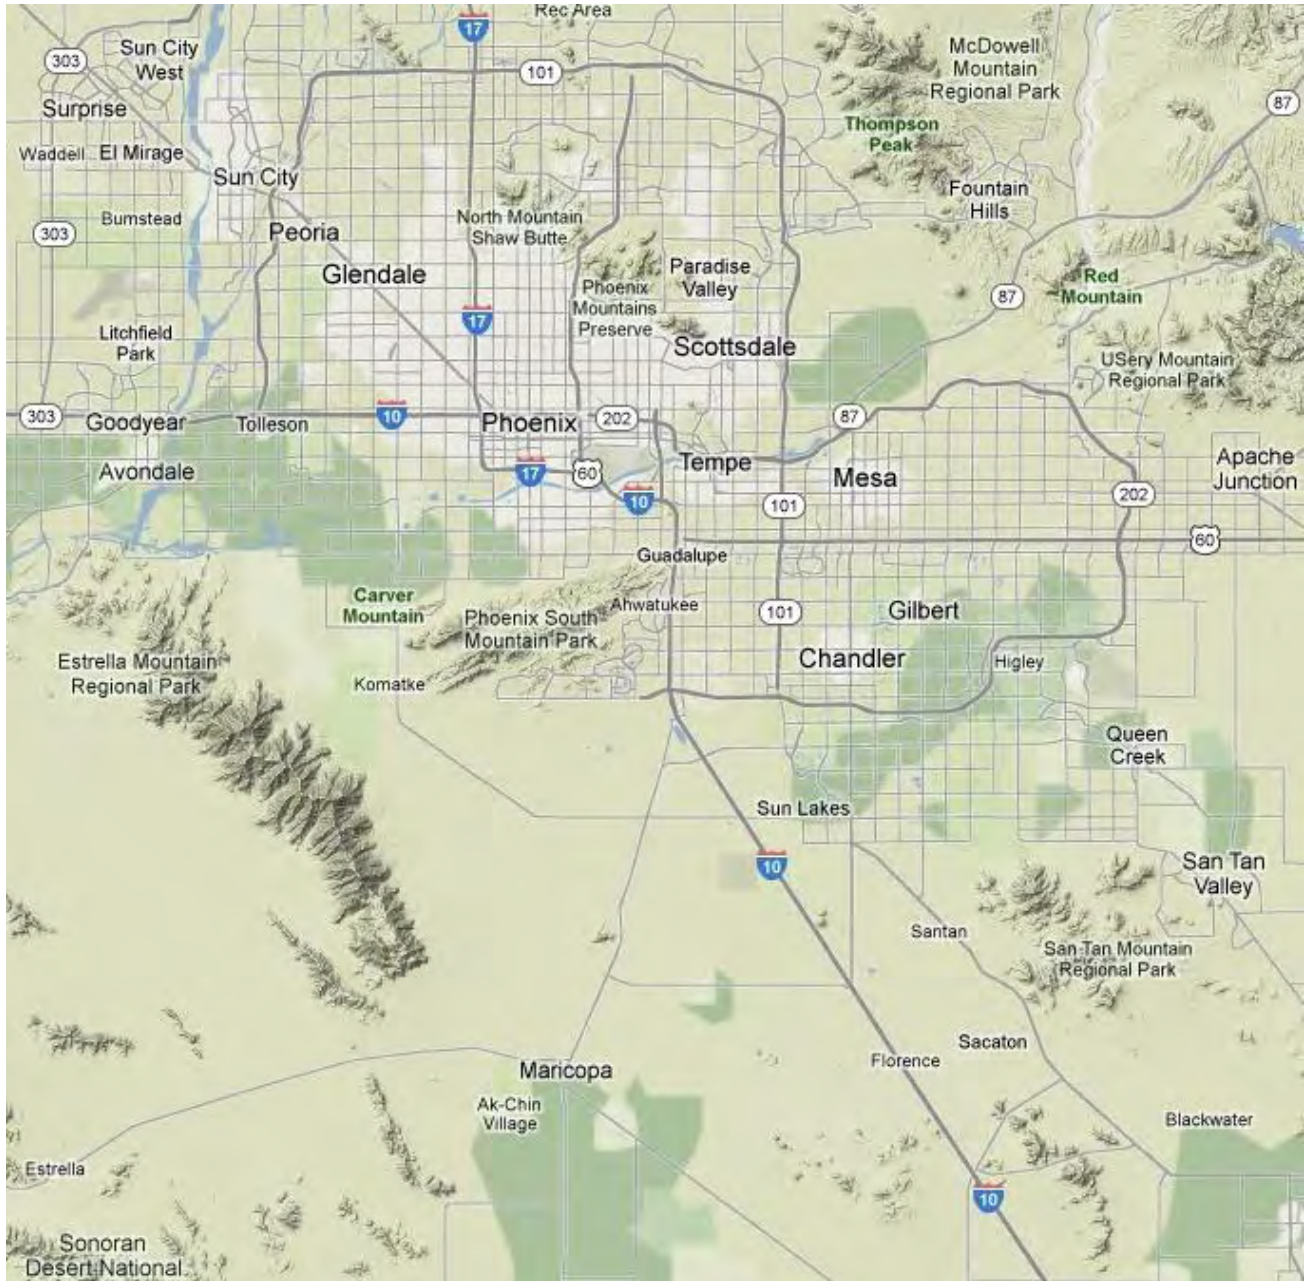 Rec Area
17
Sun City
West
303
101
McDowell
Mountain
Regional Park
87
Surprise
Thompson
Peak
Waddell
El Mirage
Sun City
Fountain
Hills
Bumstead
North Mountain
Shaw Butte
303
Peoria
Glendale
Paradise
Valley
Phoenix
Mountains
Preserve
Red
Mountain
87
17
Litchfield
Park
Scottsdale
USery Mountain
Regional Park
303
Goodyear
Tolleson
10
Phoenix
202
87
Avondale
17
60
Tempe
Mesa
Apache
Junction
10
101
202
60
Guadalupe
Carver
Mountain
Ahwatukee
Phoenix South
Mountain Park
101
Gilbert
Estrella Mountain
Regional Park
Chandler
Higley
Komatke
Queen
Creek
Sun Lakes
10
San Tan
Valley
Santan
San Tan Mountain
Regional Park
Sacaton
Florence
Maricopa
Ak-Chin
Village
Blackwater
Estrella
10
Sonoran
Desert National